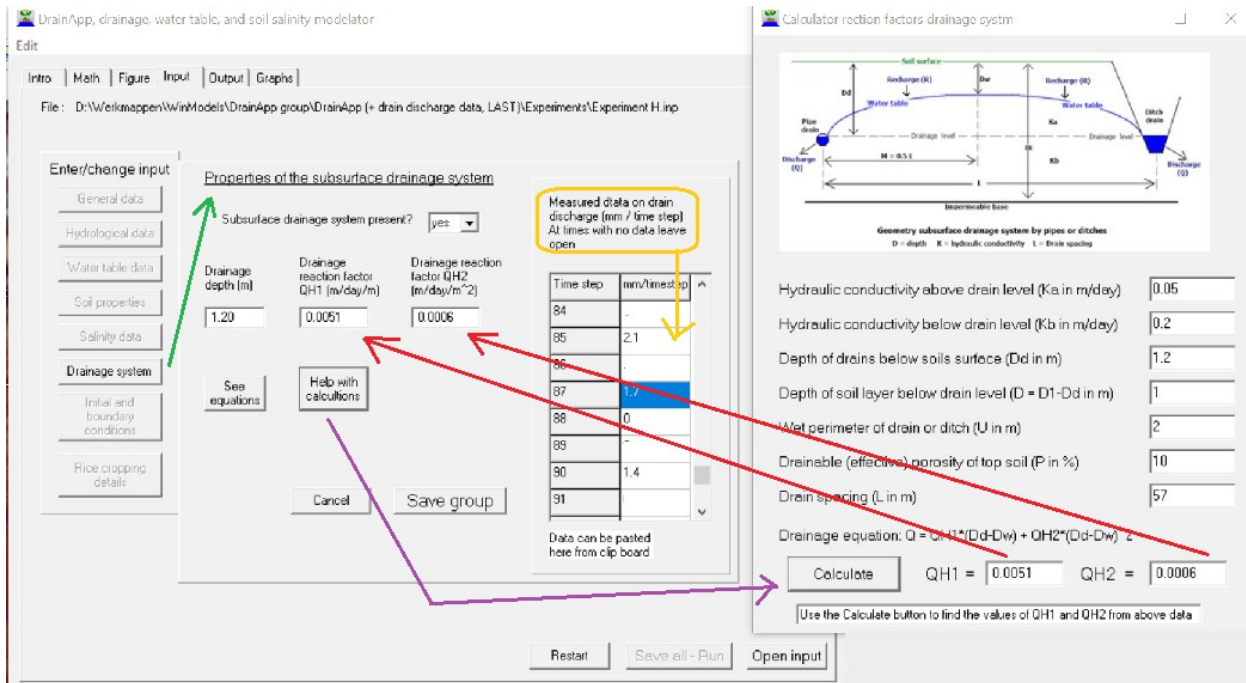 DrainApp, drainage, water table, and soil salinity modelator
Edit
Intro
Math
Figure
Input
Output
Graphs
File : D:\Werkmappen\WinModels\DrainApp group\DrainApp (+ drain discharge data, LAST)\Experiments\Experiment H.inp
Enter/change input
General data
Hydrological data
Water table data
Soil properties
Salinity data
Drainage system
Initial and
boundary
conditions
Rice cropping
details
Properties of the subsurface drainage system
Subsurface drainage system present?
yes
Drainage
depth (m)
1.20
Drainage
reaction factor
QH1 (m/day/m)
0.0051
Drainage reaction
factor QH2
(m/day/m^2)
0.0006
See
equations
Help with
calcultions
Cancel
Save group
Measured dtata on drain
discharge (mm / time step)
At times with no data leave
open
Time step
mm/timestep
84
85
2.1
86
87
1.7
88
0
89
90
1.4
91
Data can be
pasted
here from clip board
Restart
Save all - Run
Open input
Calculator rection factors drainage systm
Soil surface
Recharge (R)
Dw
Recharge (R)
Dd
Water table
Water table
Ka
Pipe
drain
Ditch
drain
Drainage level
Drainage level
Discharge
(Q)
M = 0.5 L
Kb
Discharge
(Q)
L
Impermeable base
Geometry subsurface drainage system by pipes or ditches
D = depth K = hydraulic conductivity L = Drain spacing
Hydraulic conductivity above drain level (Ka in m/day)
0.05
Hydraulic conductivity below drain level (Kb in m/day)
0.2
Depth of drains below soils surface (Dd in m)
1.2
Depth of soil layer below drain level (D = D1-Dd in m)
1
Wet perimeter of drain or ditch (U in m)
2
Drainable (effective) porosity of top soil (P in %)
10
Drain spacing (L in m)
57
Drainage equation: Q = QH1*(Dd-Dw) + QH2*(Dd-Dw)^2
Calculate
QH1 =
0.0051
QH2 =
0.0006
Use the Calculate button to find the values of QH1 and QH2 from above data